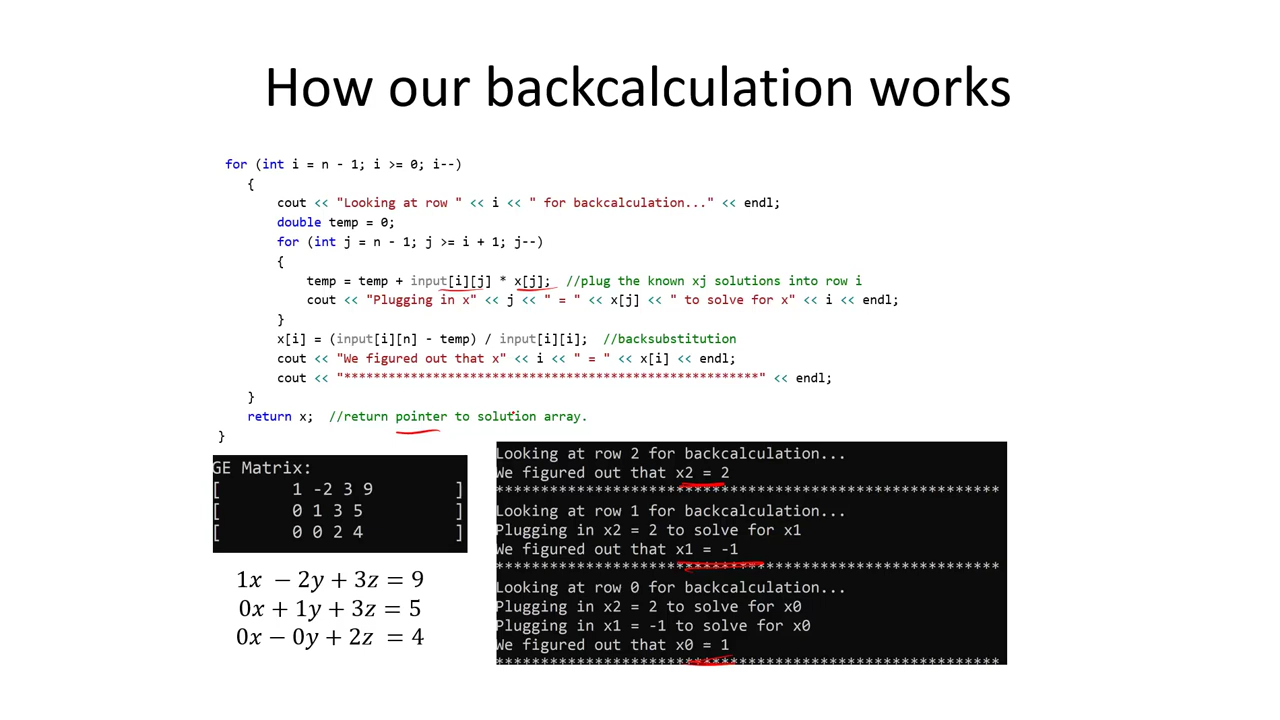 How our backcalculation works
for (int i = n - 1; i >= 0; i--)
{
cout << "Looking at row " << i << " for backcalculation..." << endl;
double temp = 0;
for (int j = n - 1; j >= i + 1; j--)
{
temp = temp + input[i][j] * x[j]; //plug the known xj solutions into row i
cout << "Plugging in x" << j << " = " << x[j] << " to solve for x" << i << endl;
}
x[i] = (input[i][n] - temp) / input[i][i]; //backsubstitution
cout << "We figured out that x" << i << " = " << x[i] << endl;
cout << "********************************************************" << endl;
}
return x; //return pointer to solution array.
}
GE Matrix:
[ 1 -2 3 9 ]
[ 0 1 3 5 ]
[ 0 0 2 4 ]
1x − 2y + 3z = 9
0x + 1y + 3z = 5
0x − 0y + 2z = 4
Looking at row 2 for backcalculation...
We figured out that x2 = 2
********************************************************
Looking at row 1 for backcalculation...
Plugging in x2 = 2 to solve for x1
We figured out that x1 = -1
********************************************************
Looking at row 0 for backcalculation...
Plugging in x2 = 2 to solve for x0
Plugging in x1 = -1 to solve for x0
We figured out that x0 = 1
********************************************************